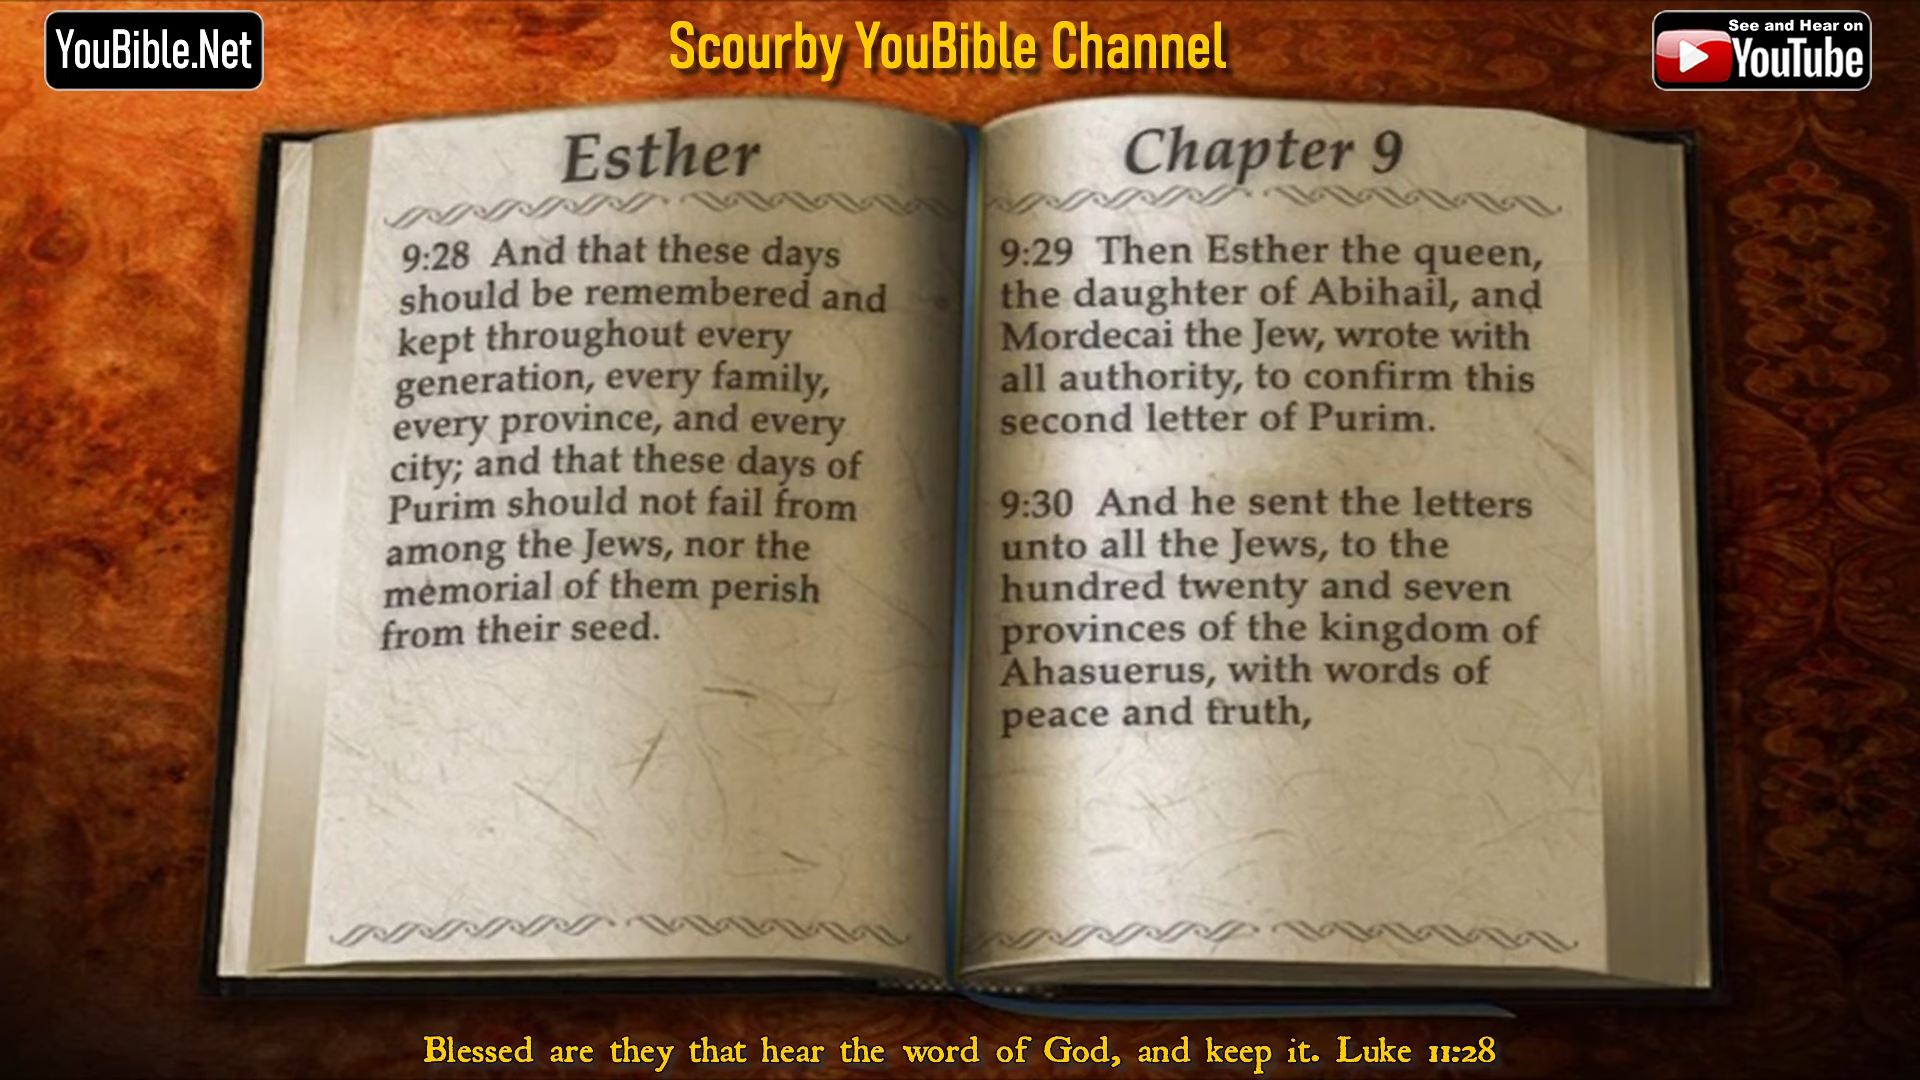 YouBible.Net
Scourby YouBible Channel
See and Hear on
YouTube
Esther
9:28 And that these days
should be remembered and
kept throughout every
generation, every family,
every province, and every
city; and that these days of
Purim should not fail from
among the Jews, nor the
memorial of them perish
from their seed.
Chapter 9
9:29 Then Esther the queen,
the daughter of Abihail, and
Mordecai the Jew, wrote with
all authority, to confirm this
second letter of Purim.
9:30 And he sent the letters
unto all the Jews, to the
hundred twenty and seven
provinces of the kingdom of
Ahasuerus, with words of
peace and truth,
Blessed are they that hear the word of God, and keep it. Luke 11:28